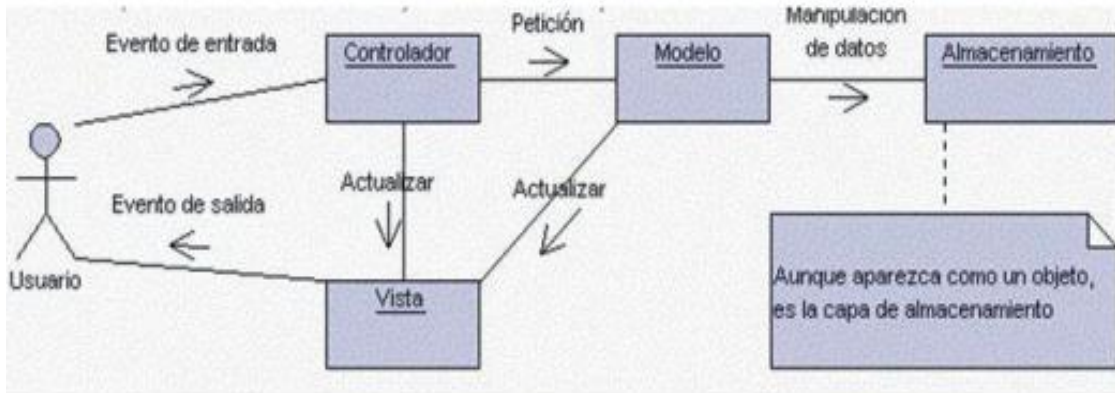 Evento de entrada
Controlador
Petición
Modelo
Manipulacion
de datos
Almacenamiento
Actualizar
Actualizar
Evento de salida
Usuario
Vista
Aunque aparezca como un objeto,
es la capa de almacenamiento